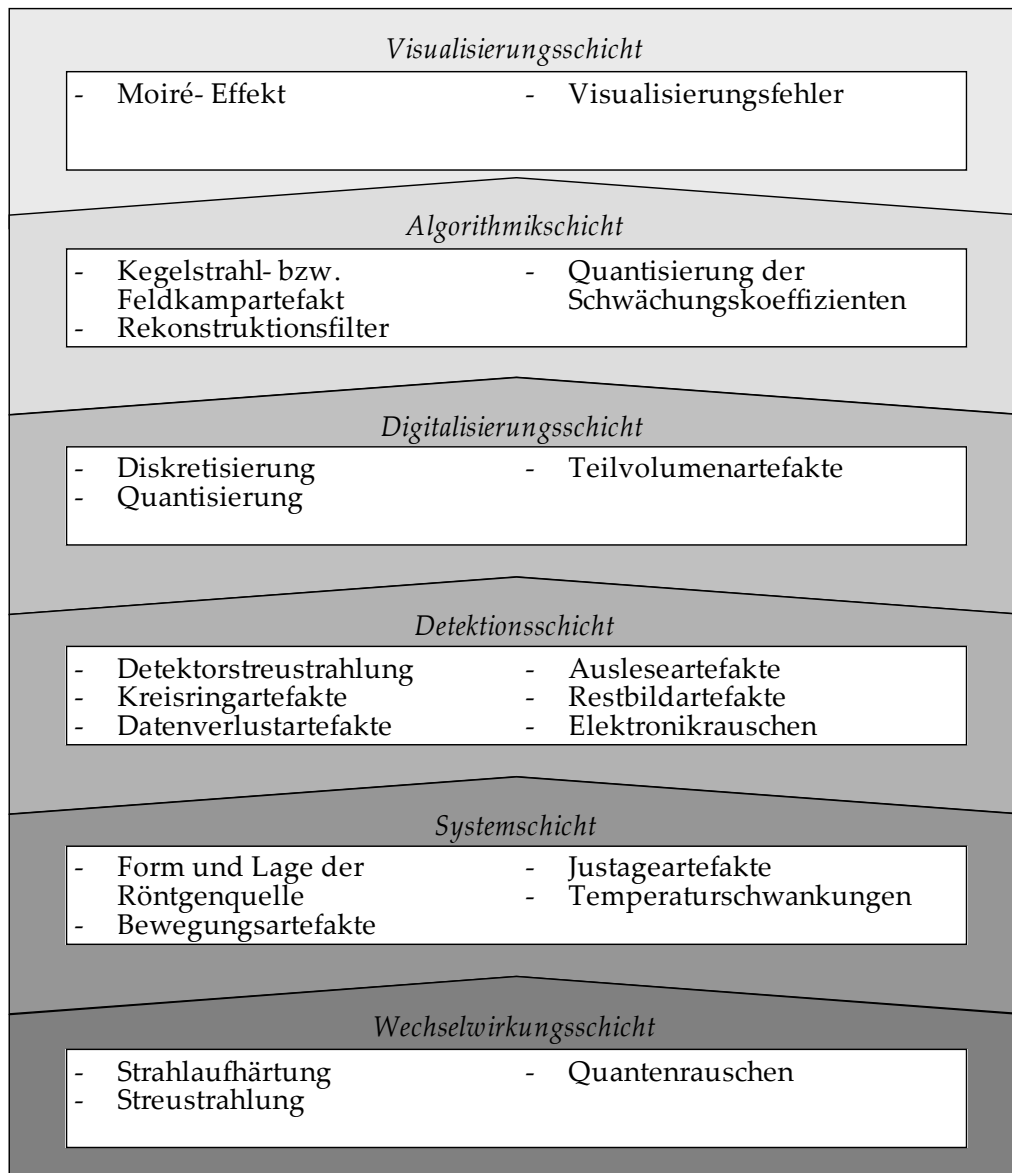 Visualisierungsschicht
- Moiré- Effekt
- Visualisierungsfehler
Algorithmikschicht
- Kegelstrahl- bzw.
Feldkampartefakt
- Rekonstruktionsfilter
- Quantisierung der
Schwächungskoeffizienten
Digitalisierungsschicht
- Diskretisierung
- Quantisierung
- Teilvolumenartefakte
Detektionsschicht
- Detektorstreustrahlung
- Kreisringartefakte
- Datenverlustartefakte
- Ausleseartefakte
- Restbildartefakte
- Elektronikrauschen
Systemschicht
- Form und Lage der
Röntgenquelle
- Bewegungsartefakte
- Justageartefakte
- Temperaturschwankungen
Wechselwirkungsschicht
- Strahlaufhärtung
- Streustrahlung
- Quantenrauschen